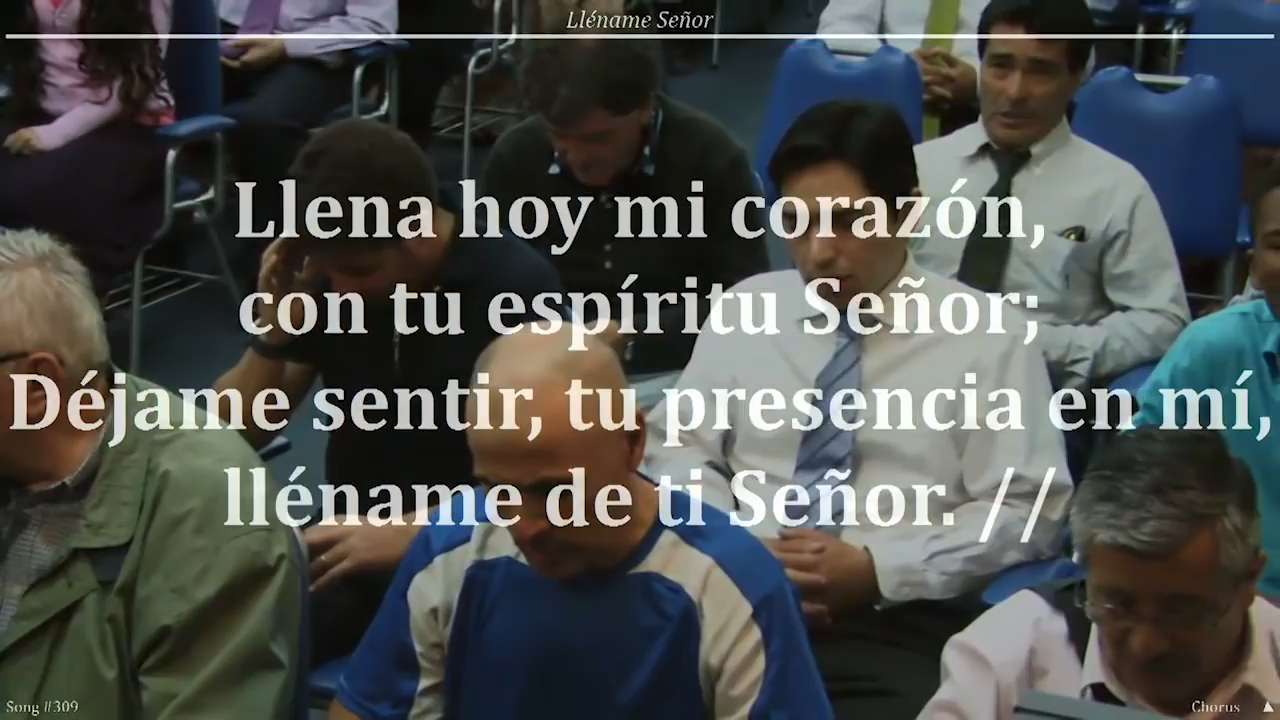 Lléname Señor
Llena hoy mi corazón,
con tu espíritu Señor;
Déjame sentir, tu presencia en mí,
lléname de ti Señor. //
Song #309
Chorus ▲